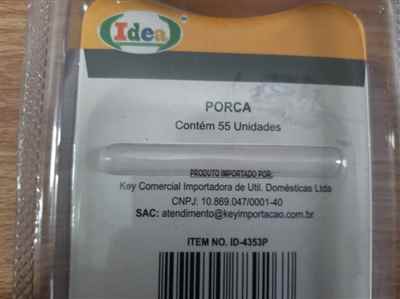 Idea
PORCA
Contém 55 Unidades
PRODUTO IMPORTADO POR:
Key Comercial Importadora de Util. Domésticas Ltda
CNPJ: 10.869.047/0001-40
SAC: atendimento@keyimportacao.com.br
ITEM NO. ID-4353P